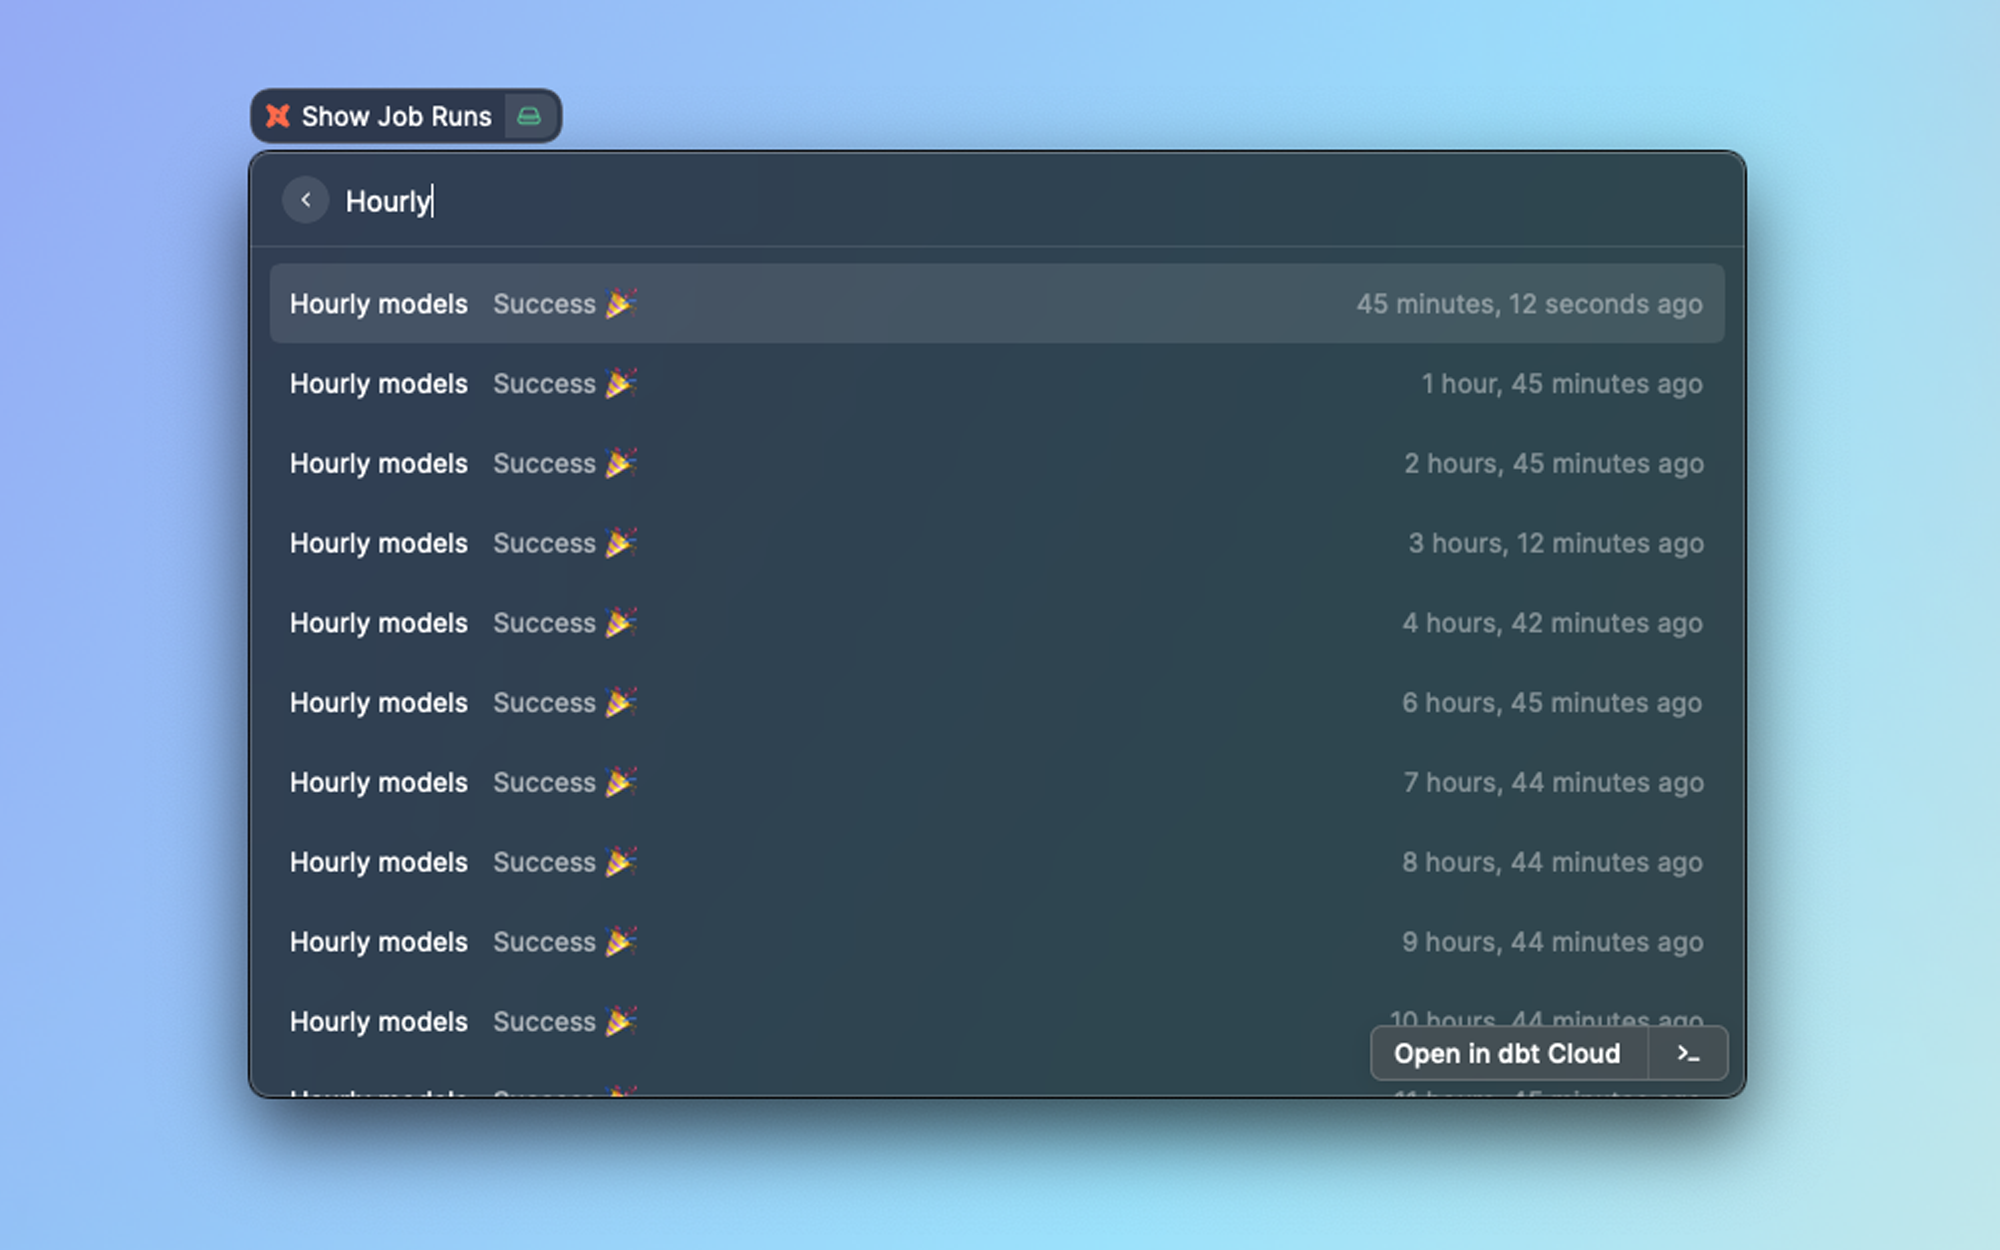 Show Job Runs
Hourly
Hourly models Success 🎉 45 minutes, 12 seconds ago
Hourly models Success 🎉 1 hour, 45 minutes ago
Hourly models Success 🎉 2 hours, 45 minutes ago
Hourly models Success 🎉 3 hours, 12 minutes ago
Hourly models Success 🎉 4 hours, 42 minutes ago
Hourly models Success 🎉 6 hours, 45 minutes ago
Hourly models Success 🎉 7 hours, 44 minutes ago
Hourly models Success 🎉 8 hours, 44 minutes ago
Hourly models Success 🎉 9 hours, 44 minutes ago
Hourly models Success 🎉 10 hours, 44 minutes ago
Open in dbt Cloud >_